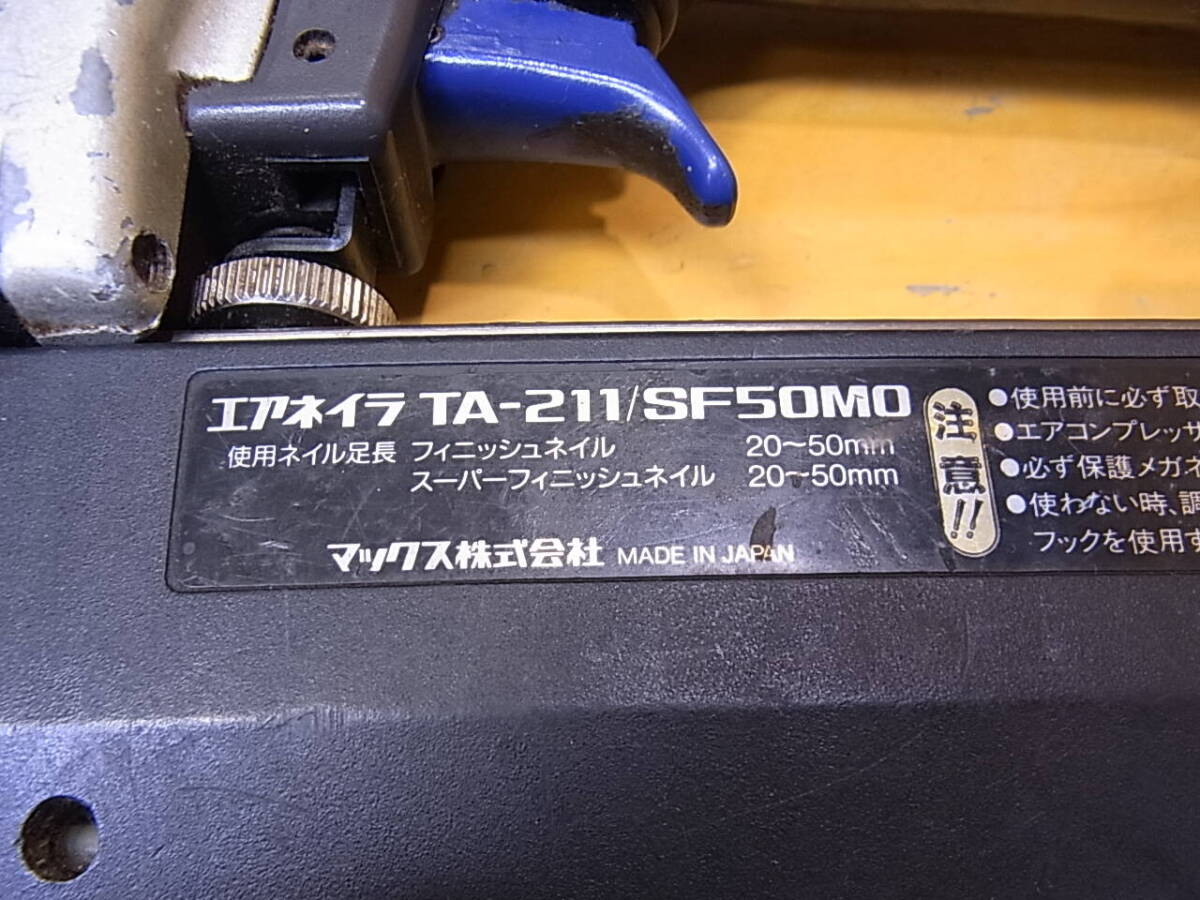 エアネイラ TA-211/SF50MO
使用ネイル足長 フィニッシュネイル 20～50mm
スーパーフィニッシュネイル 20～50mm
マックス株式会社 MADE IN JAPAN
注意!!
●使用前に必ず取
●エアコンプレッサ
●必ず保護メガネ
●使わない時、調
フックを使用す